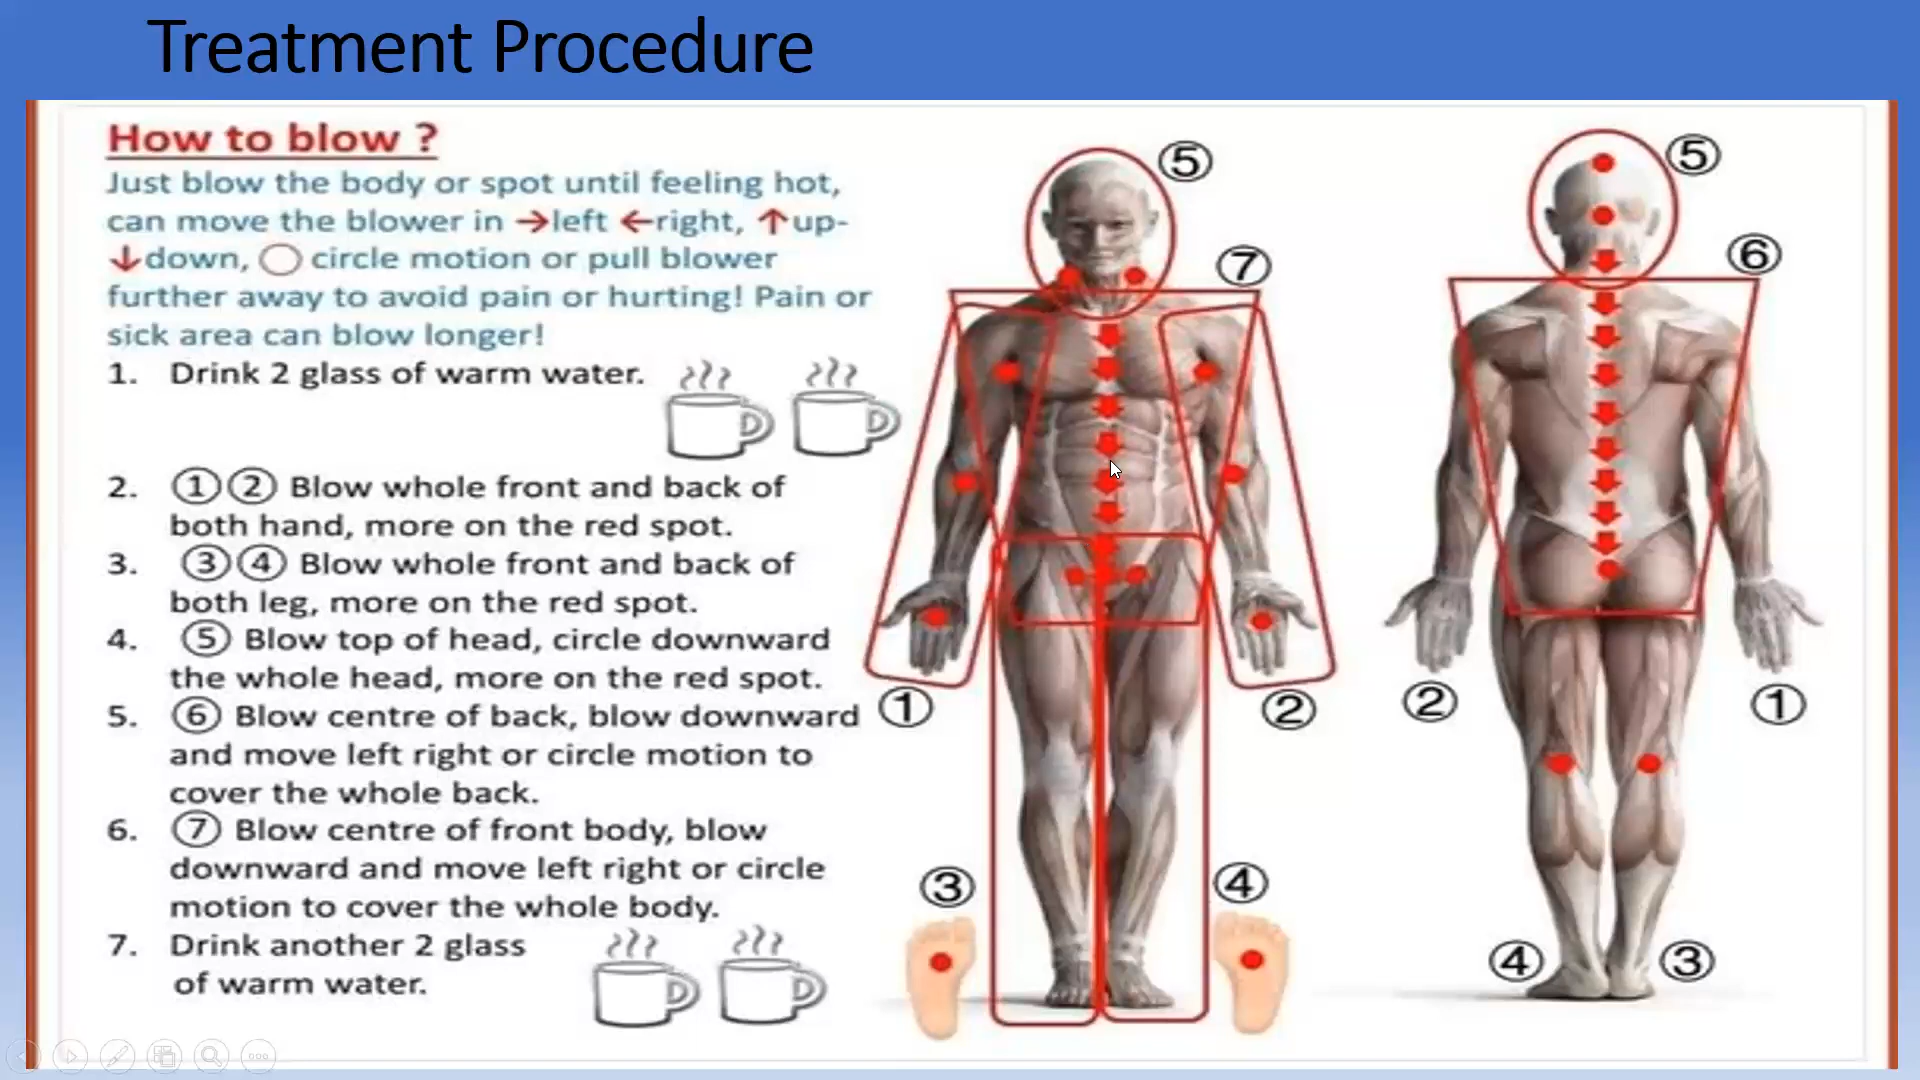 Treatment Procedure
How to blow ?
Just blow the body or spot until feeling hot,
can move the blower in →left ←right, ↑up-
↓down, ◯ circle motion or pull blower
further away to avoid pain or hurting! Pain or
sick area can blow longer!
1. Drink 2 glass of warm water.
2. ①② Blow whole front and back of
both hand, more on the red spot.
3. ③④ Blow whole front and back of
both leg, more on the red spot.
4. ⑤ Blow top of head, circle downward
the whole head, more on the red spot.
5. ⑥ Blow centre of back, blow downward
and move left right or circle motion to
cover the whole back.
6. ⑦ Blow centre of front body, blow
downward and move left right or circle
motion to cover the whole body.
7. Drink another 2 glass
of warm water.
⑤
⑦
①
②
③
④
⑤
⑥
②
①
④
③